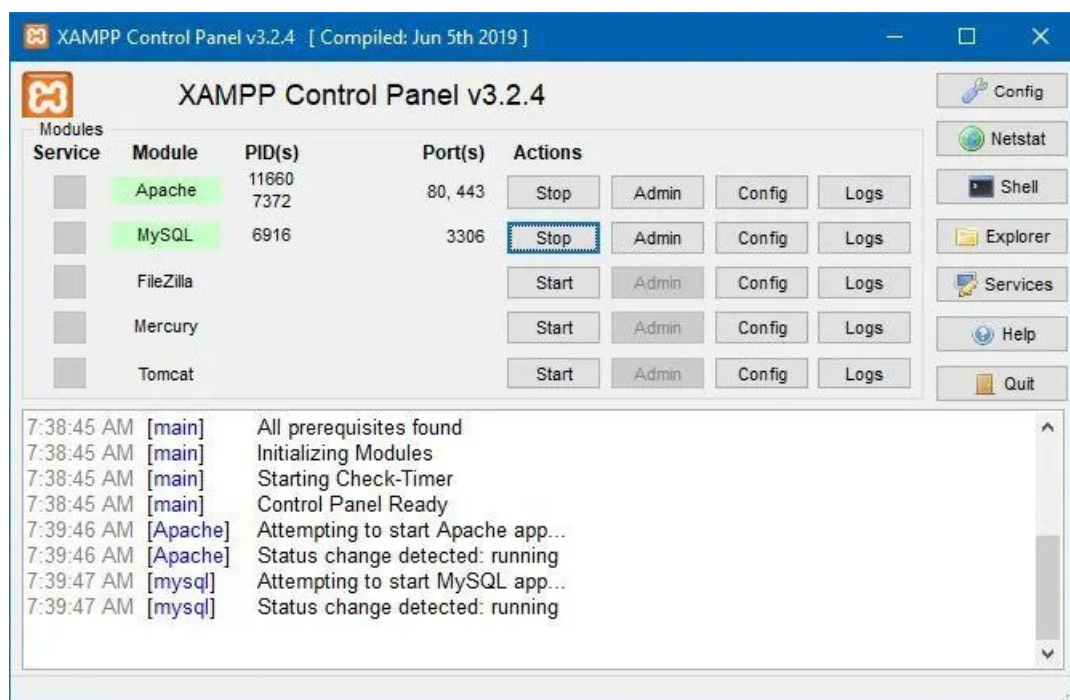 XAMPP Control Panel v3.2.4 [ Compiled: Jun 5th 2019 ]
XAMPP Control Panel v3.2.4
Config
Netstat
Shell
Explorer
Services
Help
Quit
Modules
Service Module PID(s) Port(s) Actions
Apache 11660 7372 80, 443 Stop Admin Config Logs
MySQL 6916 3306 Stop Admin Config Logs
FileZilla Start Admin Config Logs
Mercury Start Admin Config Logs
Tomcat Start Admin Config Logs
7:38:45 AM [main] All prerequisites found
7:38:45 AM [main] Initializing Modules
7:38:45 AM [main] Starting Check-Timer
7:38:45 AM [main] Control Panel Ready
7:39:46 AM [Apache] Attempting to start Apache app...
7:39:46 AM [Apache] Status change detected: running
7:39:47 AM [mysql] Attempting to start MySQL app...
7:39:47 AM [mysql] Status change detected: running